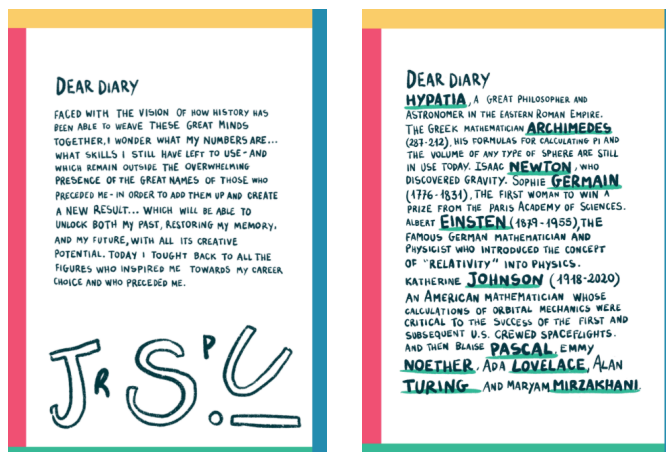 DEAR DIARY
FACED WITH THE VISION OF HOW HISTORY HAS
BEEN ABLE TO WEAVE THESE GREAT MINDS
TOGETHER, I WONDER WHAT MY NUMBERS ARE...
WHAT SKILLS I STILL HAVE LEFT TO USE - AND
WHICH REMAIN OUTSIDE THE OVERWHELMING
PRESENCE OF THE GREAT NAMES OF THOSE WHO
PRECEDED ME - IN ORDER TO ADD THEM UP AND CREATE
A NEW RESULT... WHICH WILL BE ABLE TO
UNLOCK BOTH MY PAST, RESTORING MY MEMORY,
AND MY FUTURE, WITH ALL ITS CREATIVE
POTENTIAL. TODAY I TOUGHT BACK TO ALL THE
FIGURES WHO INSPIRED ME TOWARDS MY CAREER
CHOICE AND WHO PRECEDED ME.
J R S P U . _
DEAR DIARY
HYPATIA, A GREAT PHILOSOPHER AND
ASTRONOMER IN THE EASTERN ROMAN EMPIRE.
THE GREEK MATHEMATICIAN ARCHIMEDES
(287-212), HIS FORMULAS FOR CALCULATING PI AND
THE VOLUME OF ANY TYPE OF SPHERE ARE STILL
IN USE TODAY. ISAAC NEWTON, WHO
DISCOVERED GRAVITY. SOPHIE GERMAIN
(1776-1831), THE FIRST WOMAN TO WIN A
PRIZE FROM THE PARIS ACADEMY OF SCIENCES.
ALBERT EINSTEN (1879-1955), THE
FAMOUS GERMAN MATHEMATICIAN AND
PHYSICIST WHO INTRODUCED THE CONCEPT
OF "RELATIVITY" INTO PHYSICS.
KATHERINE JOHNSON (1918-2020)
AN AMERICAN MATHEMATICIAN WHOSE
CALCULATIONS OF ORBITAL MECHANICS WERE
CRITICAL TO THE SUCCESS OF THE FIRST AND
SUBSEQUENT U.S. CREWED SPACEFLIGHTS.
AND THEN BLAISE PASCAL, EMMY
NOETHER, ADA LOVELACE, ALAN
TURING AND MARYAM MIRZAKHANI.